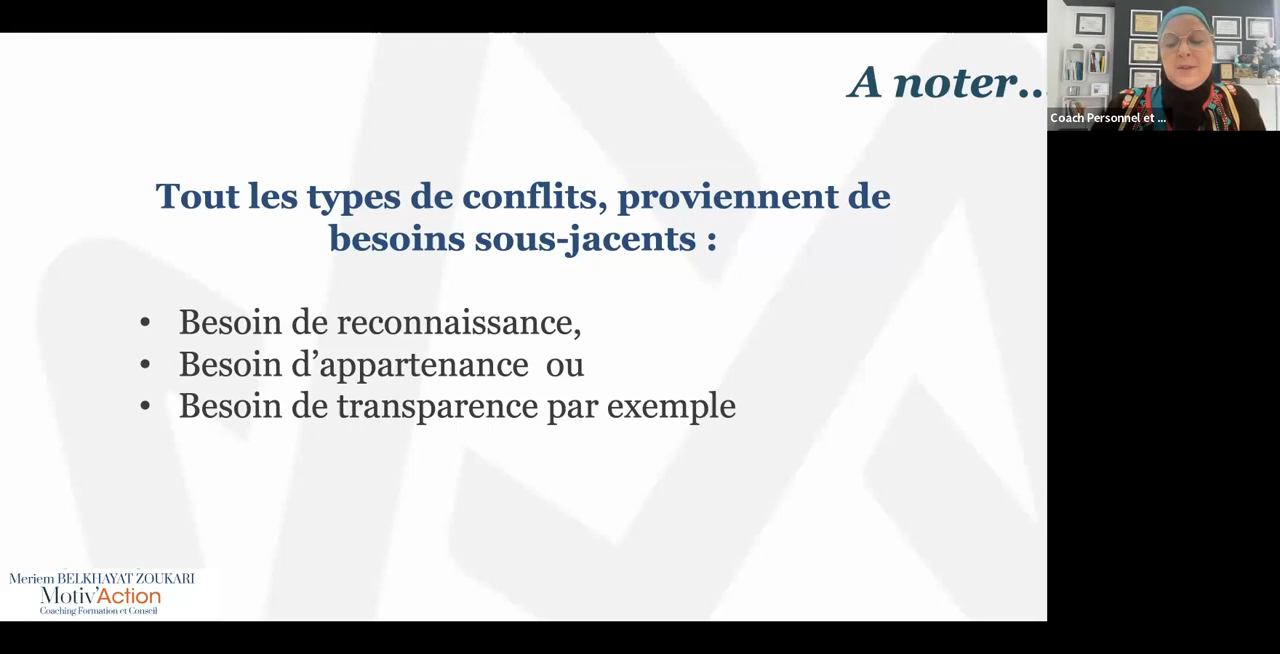 A noter...
Coach Personnel et ...
Tout les types de conflits, proviennent de
besoins sous-jacents :
• Besoin de reconnaissance,
• Besoin d’appartenance ou
• Besoin de transparence par exemple
Meriem BELKHAYAT ZOUKARI
Motiv'Action
Coaching Formation et Conseil